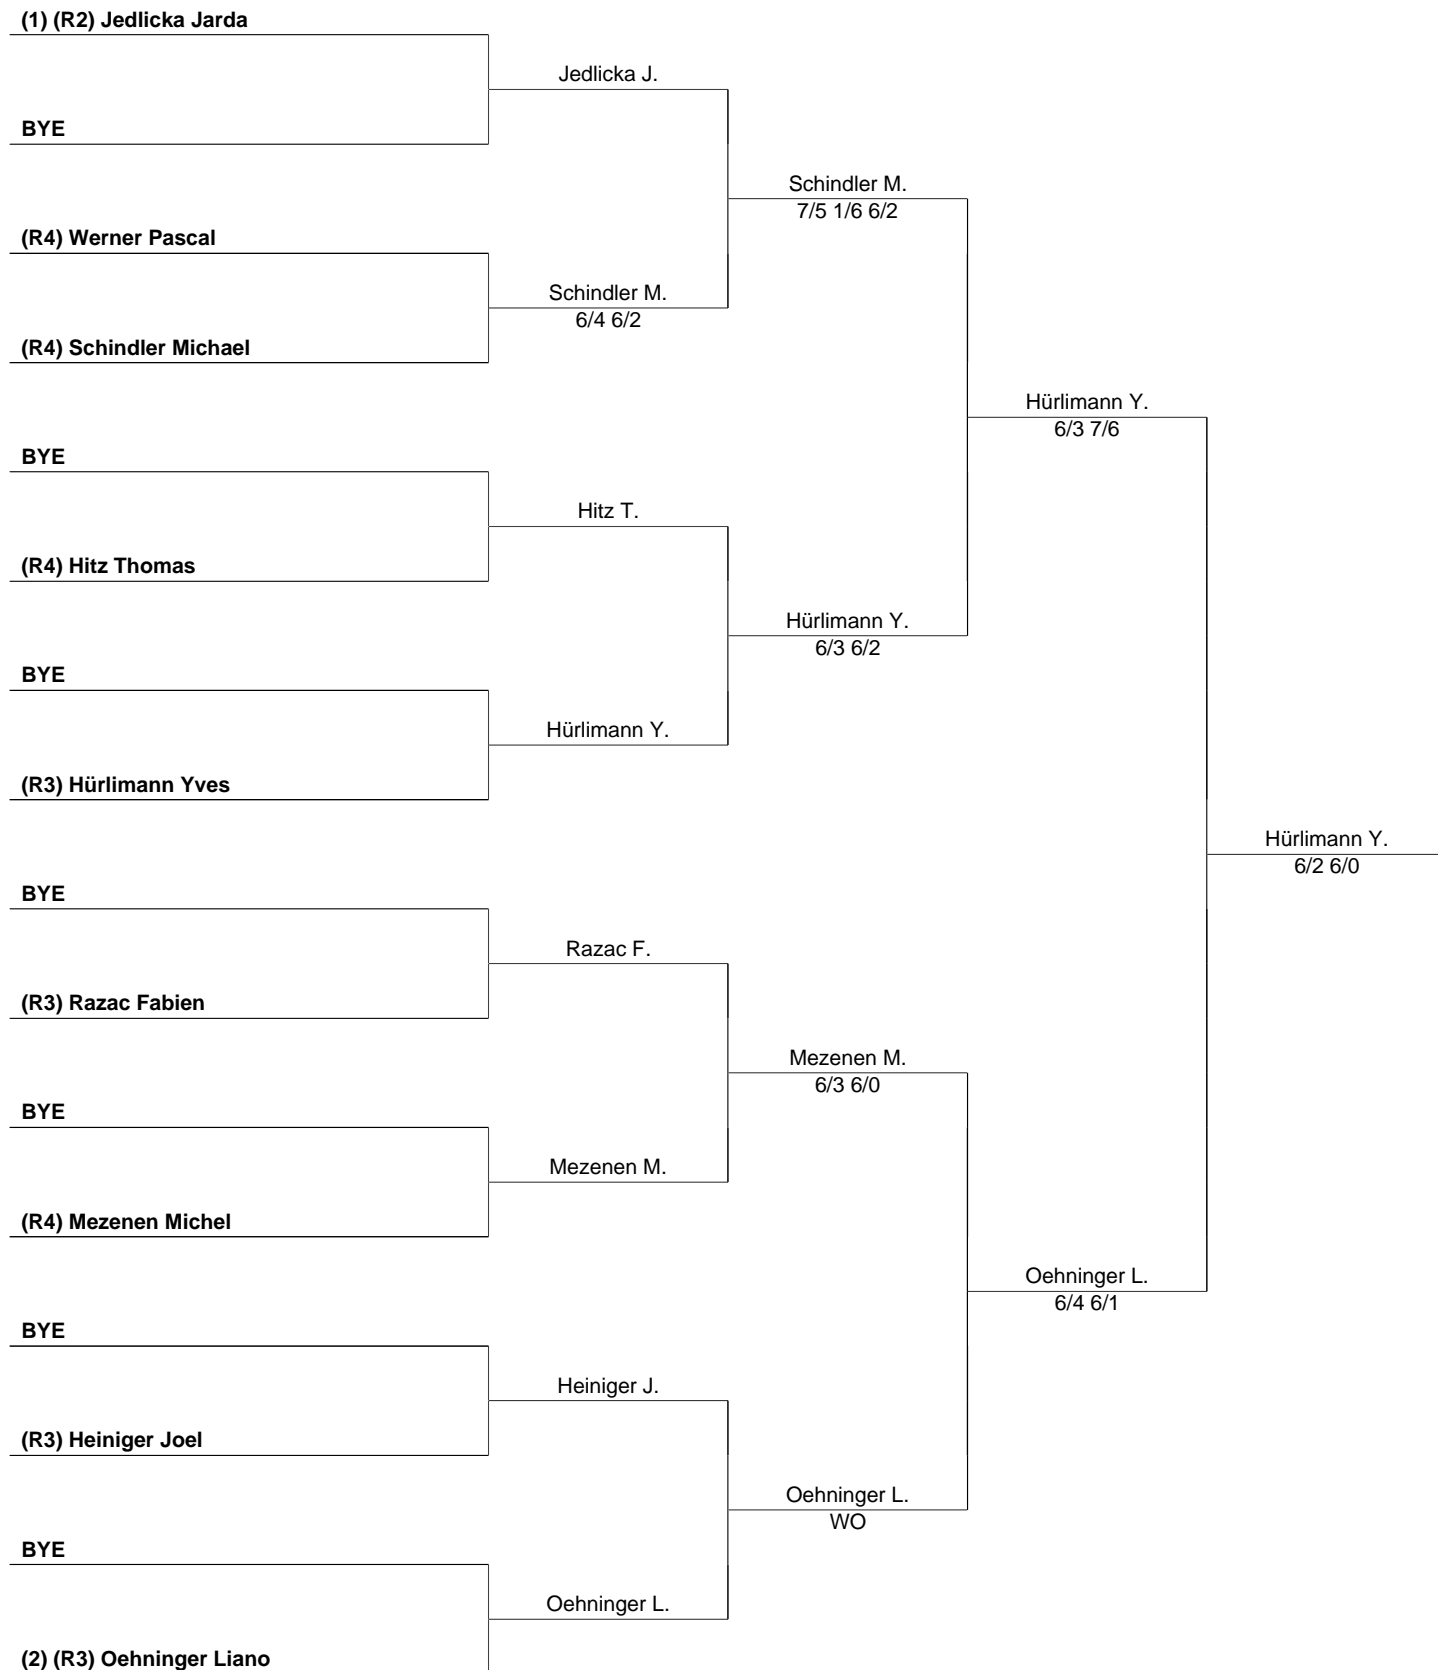 (1) (R2) Jedlicka Jarda
Jedlicka J.
BYE
Schindler M.
7/5 1/6 6/2
(R4) Werner Pascal
Schindler M.
6/4 6/2
(R4) Schindler Michael
Hürlimann Y.
6/3 7/6
BYE
Hitz T.
(R4) Hitz Thomas
Hürlimann Y.
6/3 6/2
BYE
Hürlimann Y.
(R3) Hürlimann Yves
Hürlimann Y.
6/2 6/0
BYE
Razac F.
(R3) Razac Fabien
Mezenen M.
6/3 6/0
BYE
Mezenen M.
(R4) Mezenen Michel
Oehninger L.
6/4 6/1
BYE
Heiniger J.
(R3) Heiniger Joel
Oehninger L.
WO
BYE
Oehninger L.
(2) (R3) Oehninger Liano